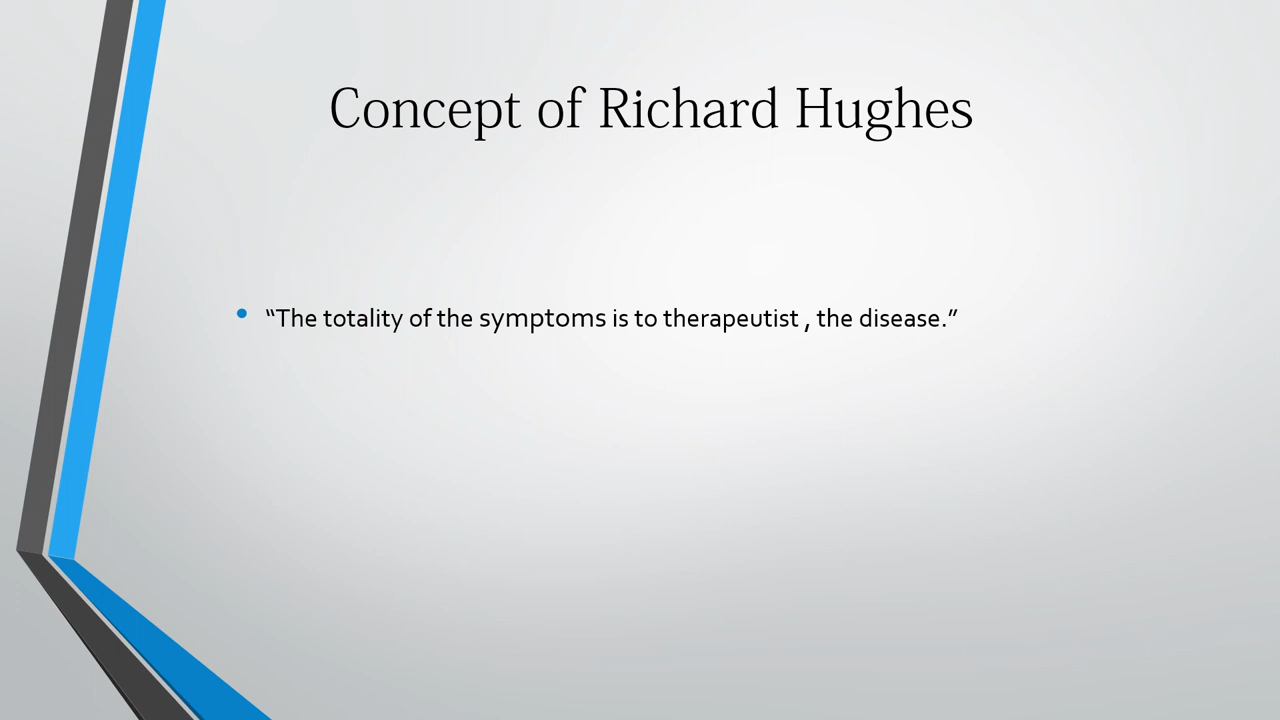 Concept of Richard Hughes
• “The totality of the symptoms is to therapeutist , the disease.”